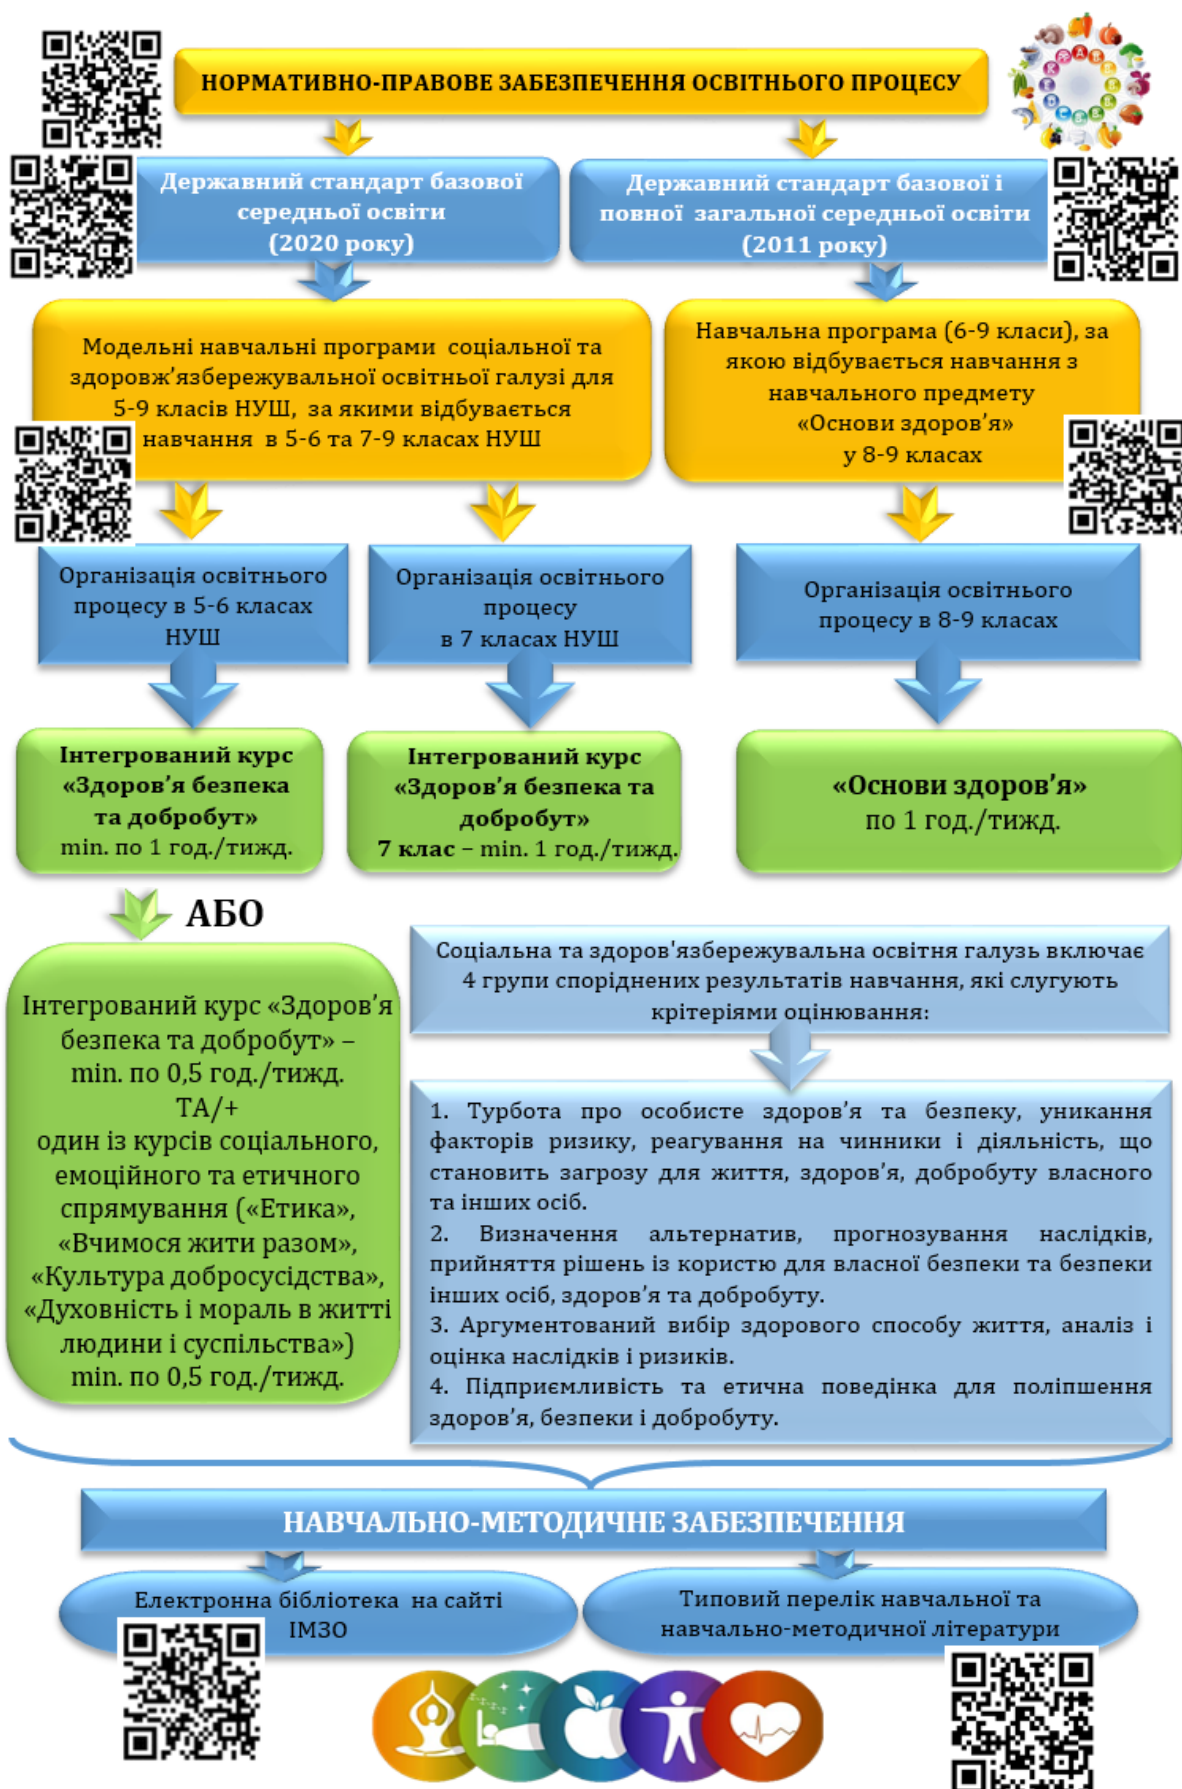 НОРМАТИВНО-ПРАВОВЕ ЗАБЕЗПЕЧЕННЯ ОСВІТНЬОГО ПРОЦЕСУ
Державний стандарт базової
середньої освіти
(2020 року)
Державний стандарт базової і
повної загальної середньої освіти
(2011 року)
Модельні навчальні програми соціальної та
здоровж’язбережувальної освітньої галузі для
5-9 класів НУШ, за якими відбувається
навчання в 5-6 та 7-9 класах НУШ
Навчальна програма (6-9 класи), за
якою відбувається навчання з
навчального предмету
«Основи здоров’я»
у 8-9 класах
Організація освітнього
процесу в 5-6 класах
НУШ
Організація освітнього
процесу
в 7 класах НУШ
Організація освітнього
процесу в 8-9 класах
Інтегрований курс
«Здоров’я безпека
та добробут»
min. по 1 год./тижд.
Інтегрований курс
«Здоров’я безпека та
добробут»
7 клас – min. 1 год./тижд.
«Основи здоров’я»
по 1 год./тижд.
АБО
Інтегрований курс «Здоров’я
безпека та добробут» –
min. по 0,5 год./тижд.
ТА/+
один із курсів соціального,
емоційного та етичного
спрямування («Етика»,
«Вчимося жити разом»,
«Культура добросусідства»,
«Духовність і мораль в житті
людини і суспільства»)
min. по 0,5 год./тижд.
Соціальна та здоров'язбережувальна освітня галузь включає
4 групи споріднених результатів навчання, які слугують
крітеріями оцінювання:
1. Турбота про особисте здоров’я та безпеку, уникання
факторів ризику, реагування на чинники і діяльність, що
становить загрозу для життя, здоров’я, добробуту власного
та інших осіб.
2. Визначення альтернатив, прогнозування наслідків,
прийняття рішень із користю для власної безпеки та безпеки
інших осіб, здоров’я та добробуту.
3. Аргументований вибір здорового способу життя, аналіз і
оцінка наслідків і ризиків.
4. Підприємливість та етична поведінка для поліпшення
здоров’я, безпеки і добробуту.
НАВЧАЛЬНО-МЕТОДИЧНЕ ЗАБЕЗПЕЧЕННЯ
Електронна бібліотека на сайті
ІМЗО
Типовий перелік навчальної та
навчально-методичної літератури